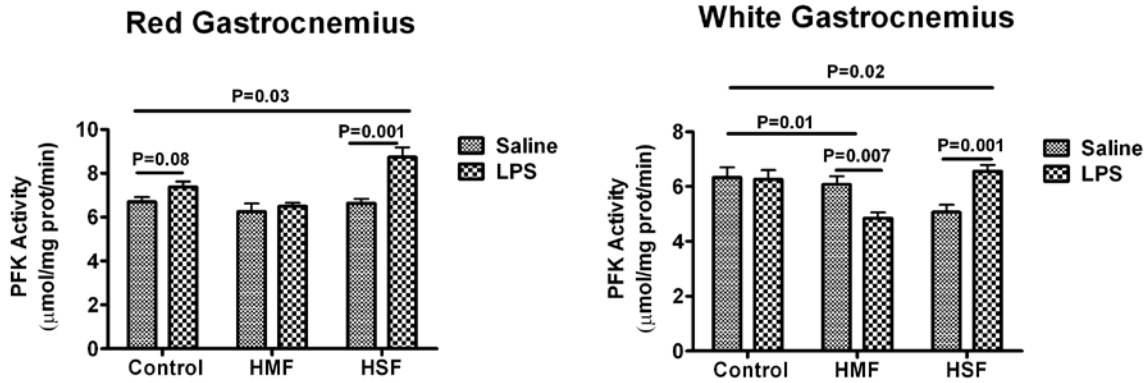 Red Gastrocnemius
P=0.03
P=0.001
P=0.08
10
8
6
4
2
0
PFK Activity
(μmol/mg prot/min)
Control
HMF
HSF
Saline
LPS
White Gastrocnemius
P=0.02
P=0.01
P=0.007
P=0.001
8
6
4
2
0
PFK Activity
(μmol/mg prot/min)
Control
HMF
HSF
Saline
LPS